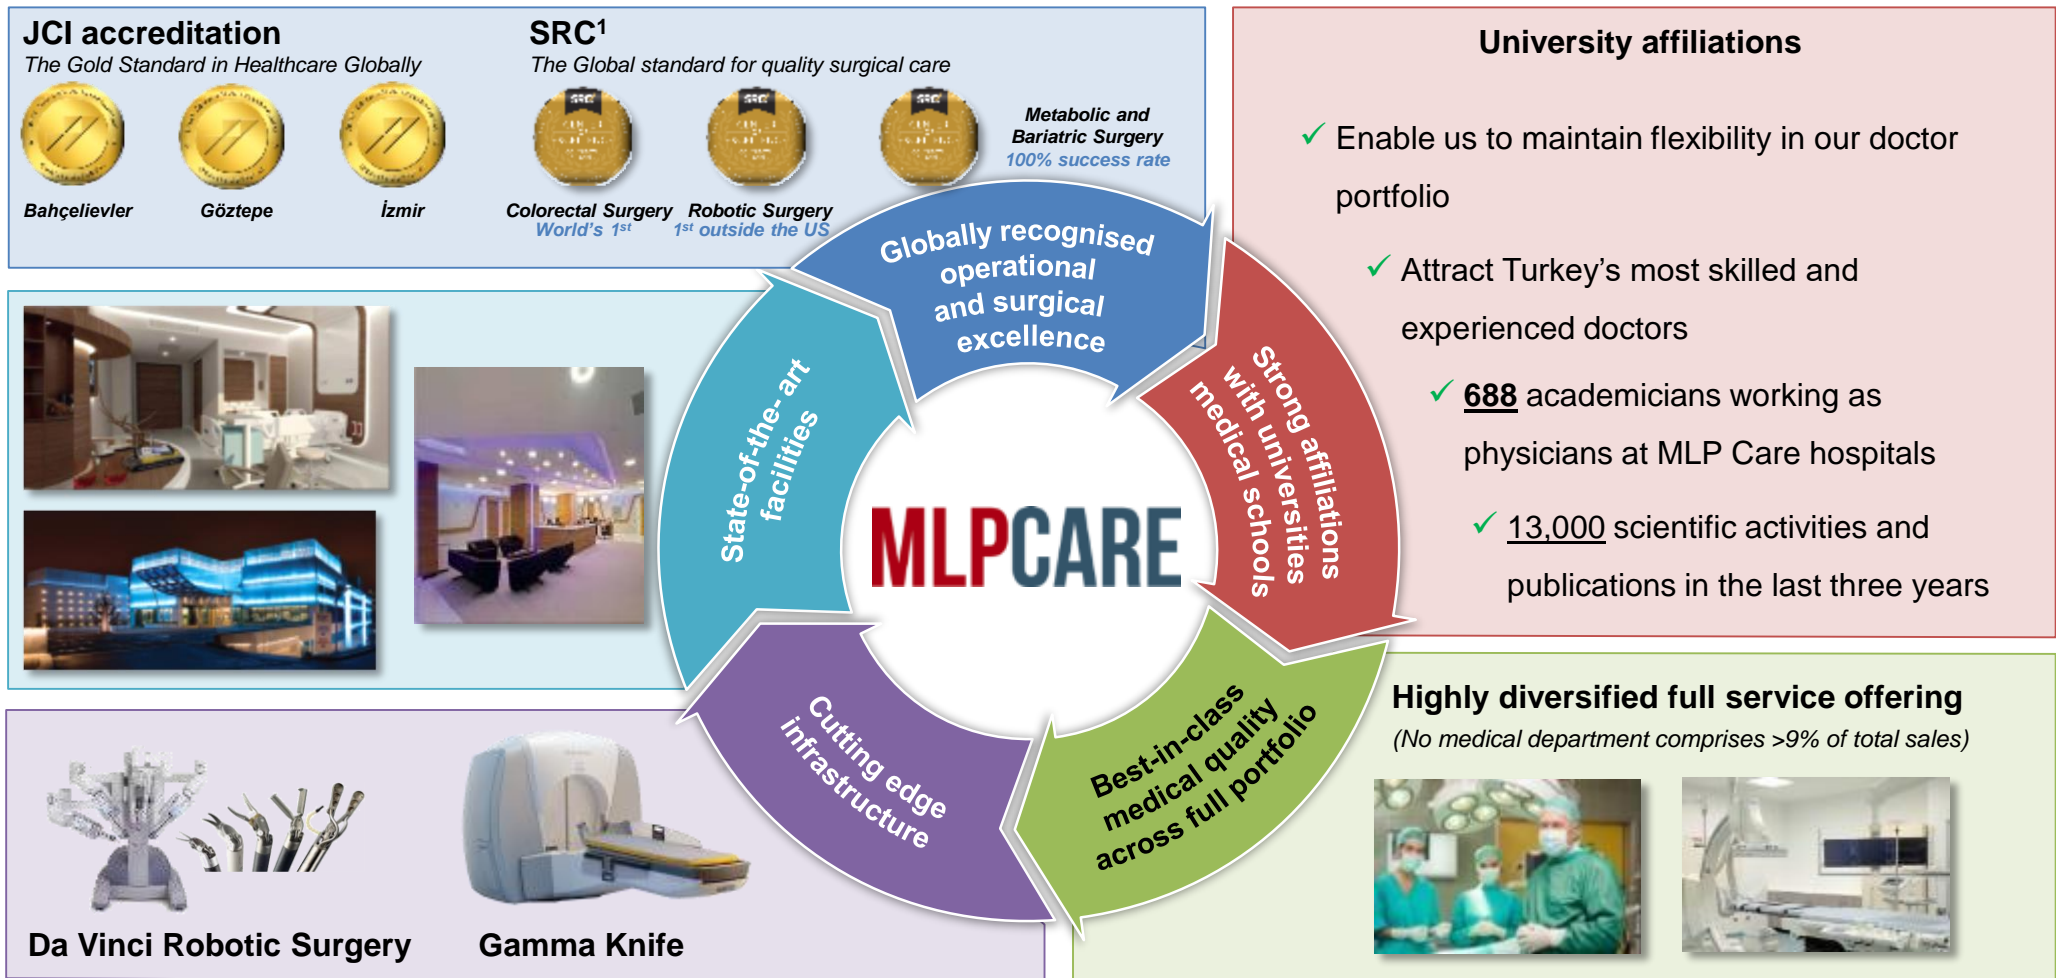 JCI accreditation
The Gold Standard in Healthcare Globally
Bahçelievler
Göztepe
İzmir
SRC¹
The Global standard for quality surgical care
SRC
SRC
SRC
Colorectal Surgery
World's 1st
Robotic Surgery
1st outside the US
Metabolic and
Bariatric Surgery
100% success rate
University affiliations
✓ Enable us to maintain flexibility in our doctor
portfolio
✓ Attract Turkey's most skilled and
experienced doctors
✓ 688 academicians working as
physicians at MLP Care hospitals
✓ 13,000 scientific activities and
publications in the last three years
Globally recognised
operational
and surgical
excellence
Strong affiliations
with universities
medical schools
Best-in-class
medical quality
across full portfolio
Cutting edge
infrastructure
State-of-the- art
facilities
MLPCARE
Highly diversified full service offering
(No medical department comprises >9% of total sales)
Da Vinci Robotic Surgery
Gamma Knife